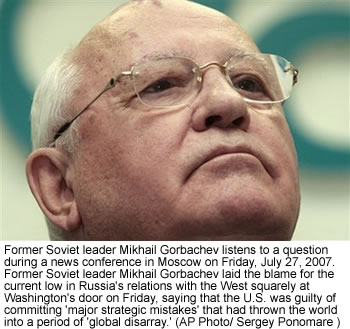 Former Soviet leader Mikhail Gorbachev listens to a question
during a news conference in Moscow on Friday, July 27, 2007.
Former Soviet leader Mikhail Gorbachev laid the blame for the
current low in Russia's relations with the West squarely at
Washington's door on Friday, saying that the U.S. was guilty of
committing 'major strategic mistakes' that had thrown the world
into a period of 'global disarray.' (AP Photo/ Sergey Ponomare )